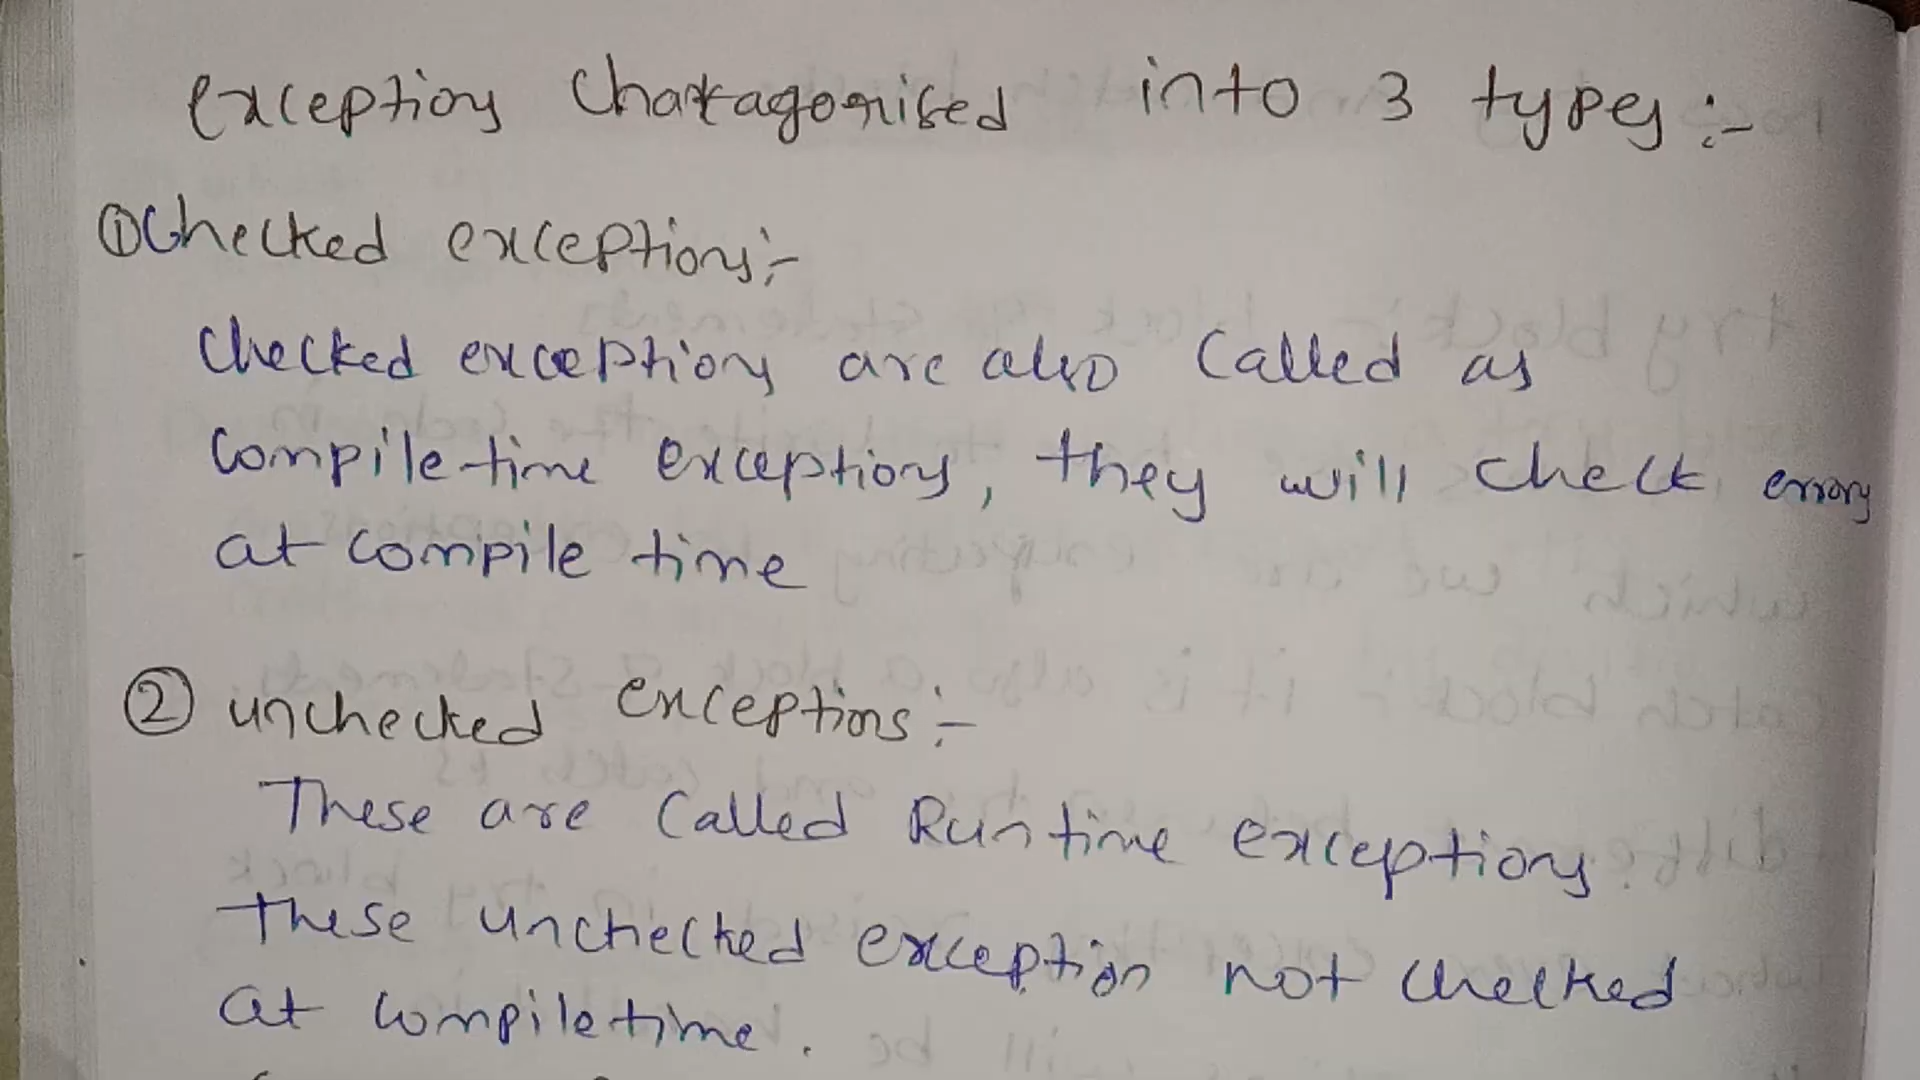 exceptions Chatagorised into 3 types:-
① Checked exceptions:-
Checked exceptions are also Called as
Compile time exceptions, they will check errors
at compile time
② unchecked exceptions:-
These are Called Runtime exceptions.
these unchecked exception not checked
at compile time.